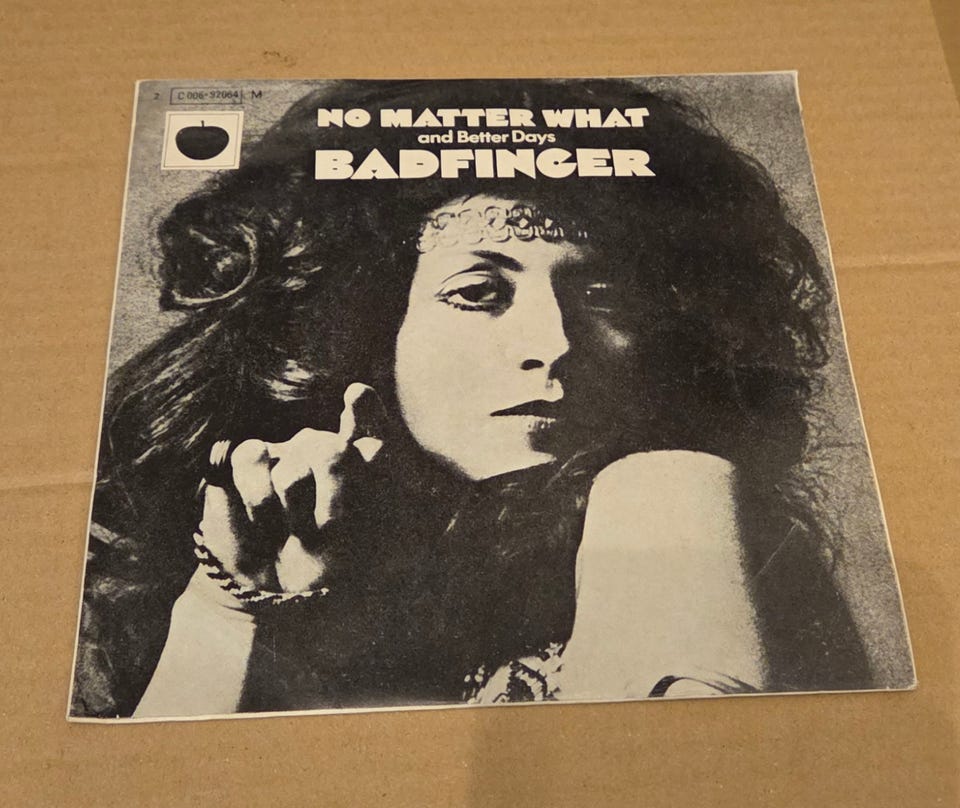 2 C 006-92064 M
NO MATTER WHAT
and Better Days
BADFINGER